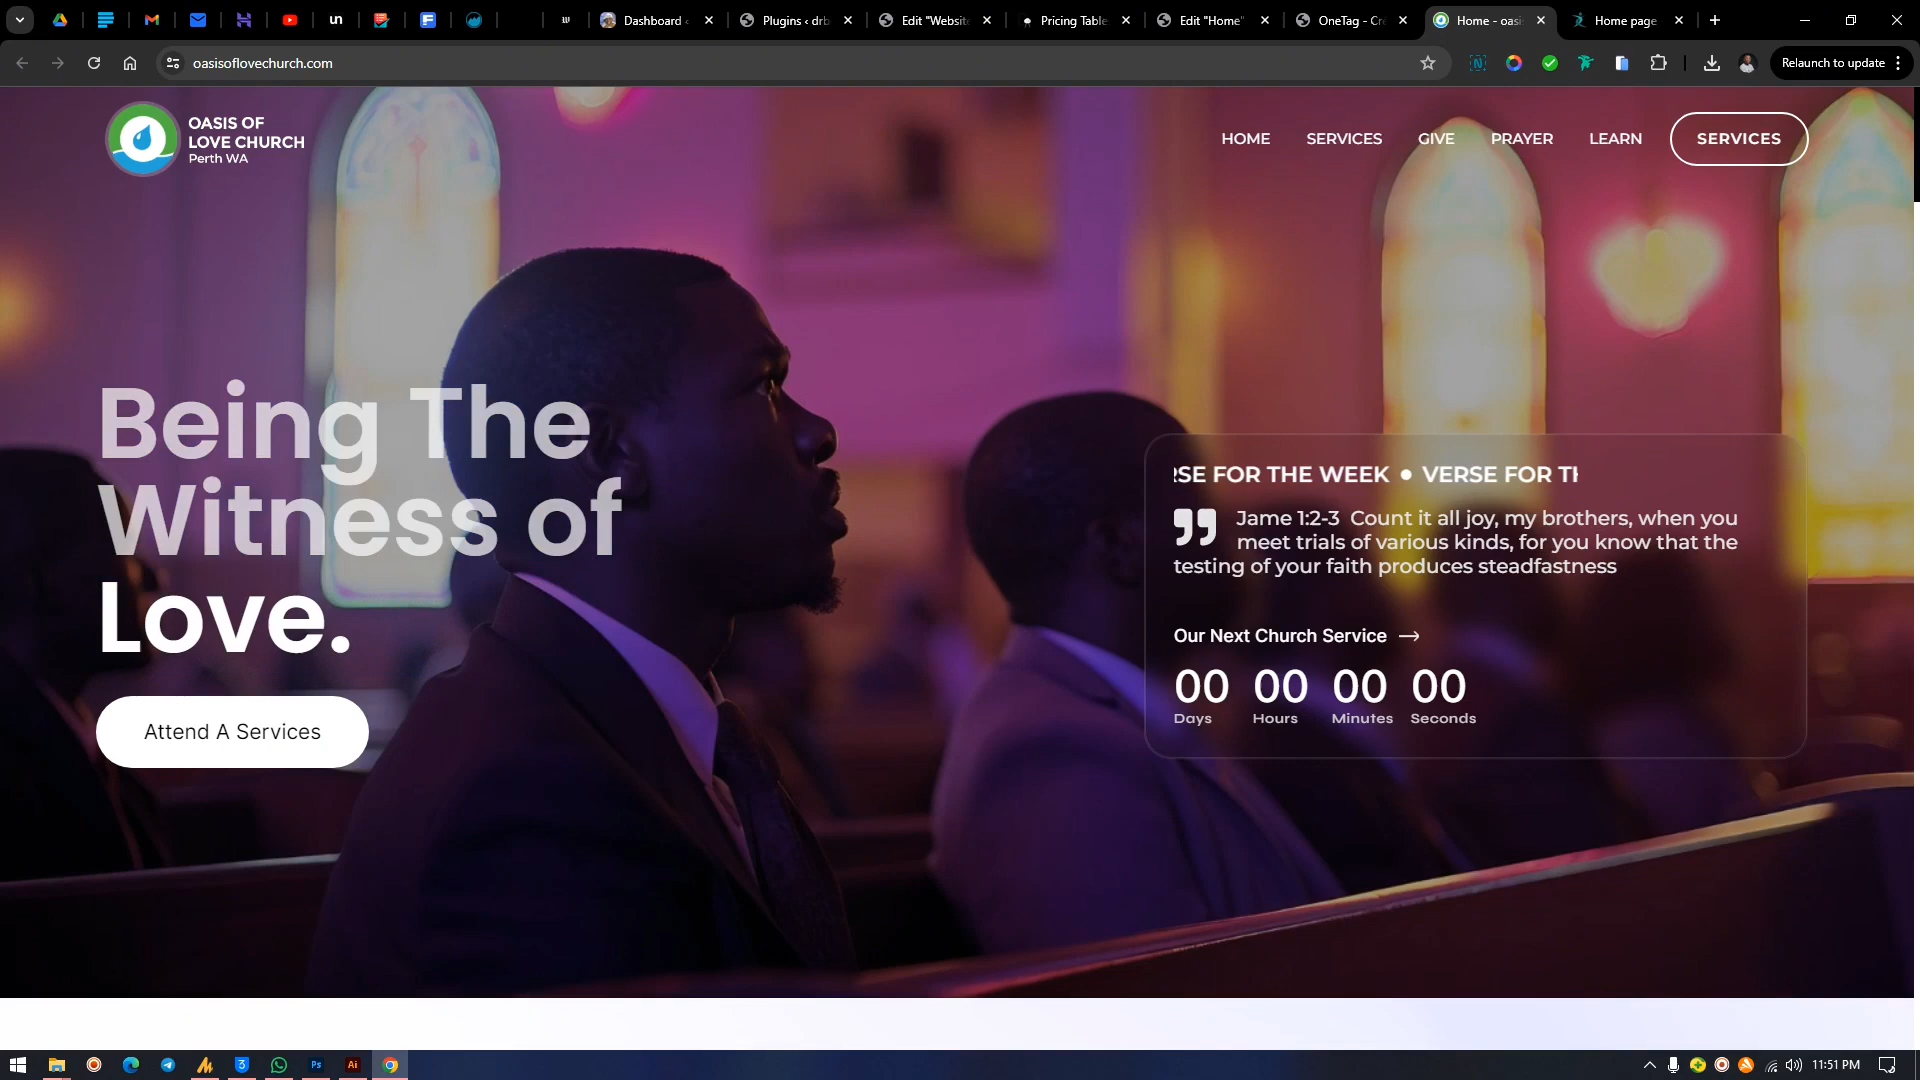 Dashboard
Plugins ‹ drb
Edit "Website
Pricing Table
Edit "Home"
OneTag - Cr
Home - oasi
Home page
oasisoflovechurch.com
Relaunch to update
OASIS OF
LOVE CHURCH
Perth WA
HOME
SERVICES
GIVE
PRAYER
LEARN
SERVICES
Being The
Witness of
Love.
Attend A Services
RSE FOR THE WEEK ● VERSE FOR TH
Jame 1:2-3 Count it all joy, my brothers, when you
meet trials of various kinds, for you know that the
testing of your faith produces steadfastness
Our Next Church Service →
00 00 00 00
Days Hours Minutes Seconds
11:51 PM